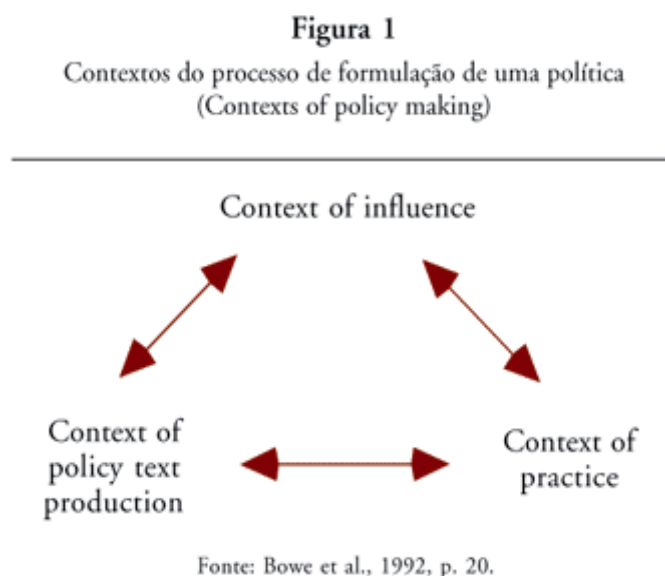 Figura 1
Contextos do processo de formulação de uma política
(Contexts of policy making)
Context of influence
Context of
policy text
production
Context of
practice
Fonte: Bowe et al., 1992, p. 20.